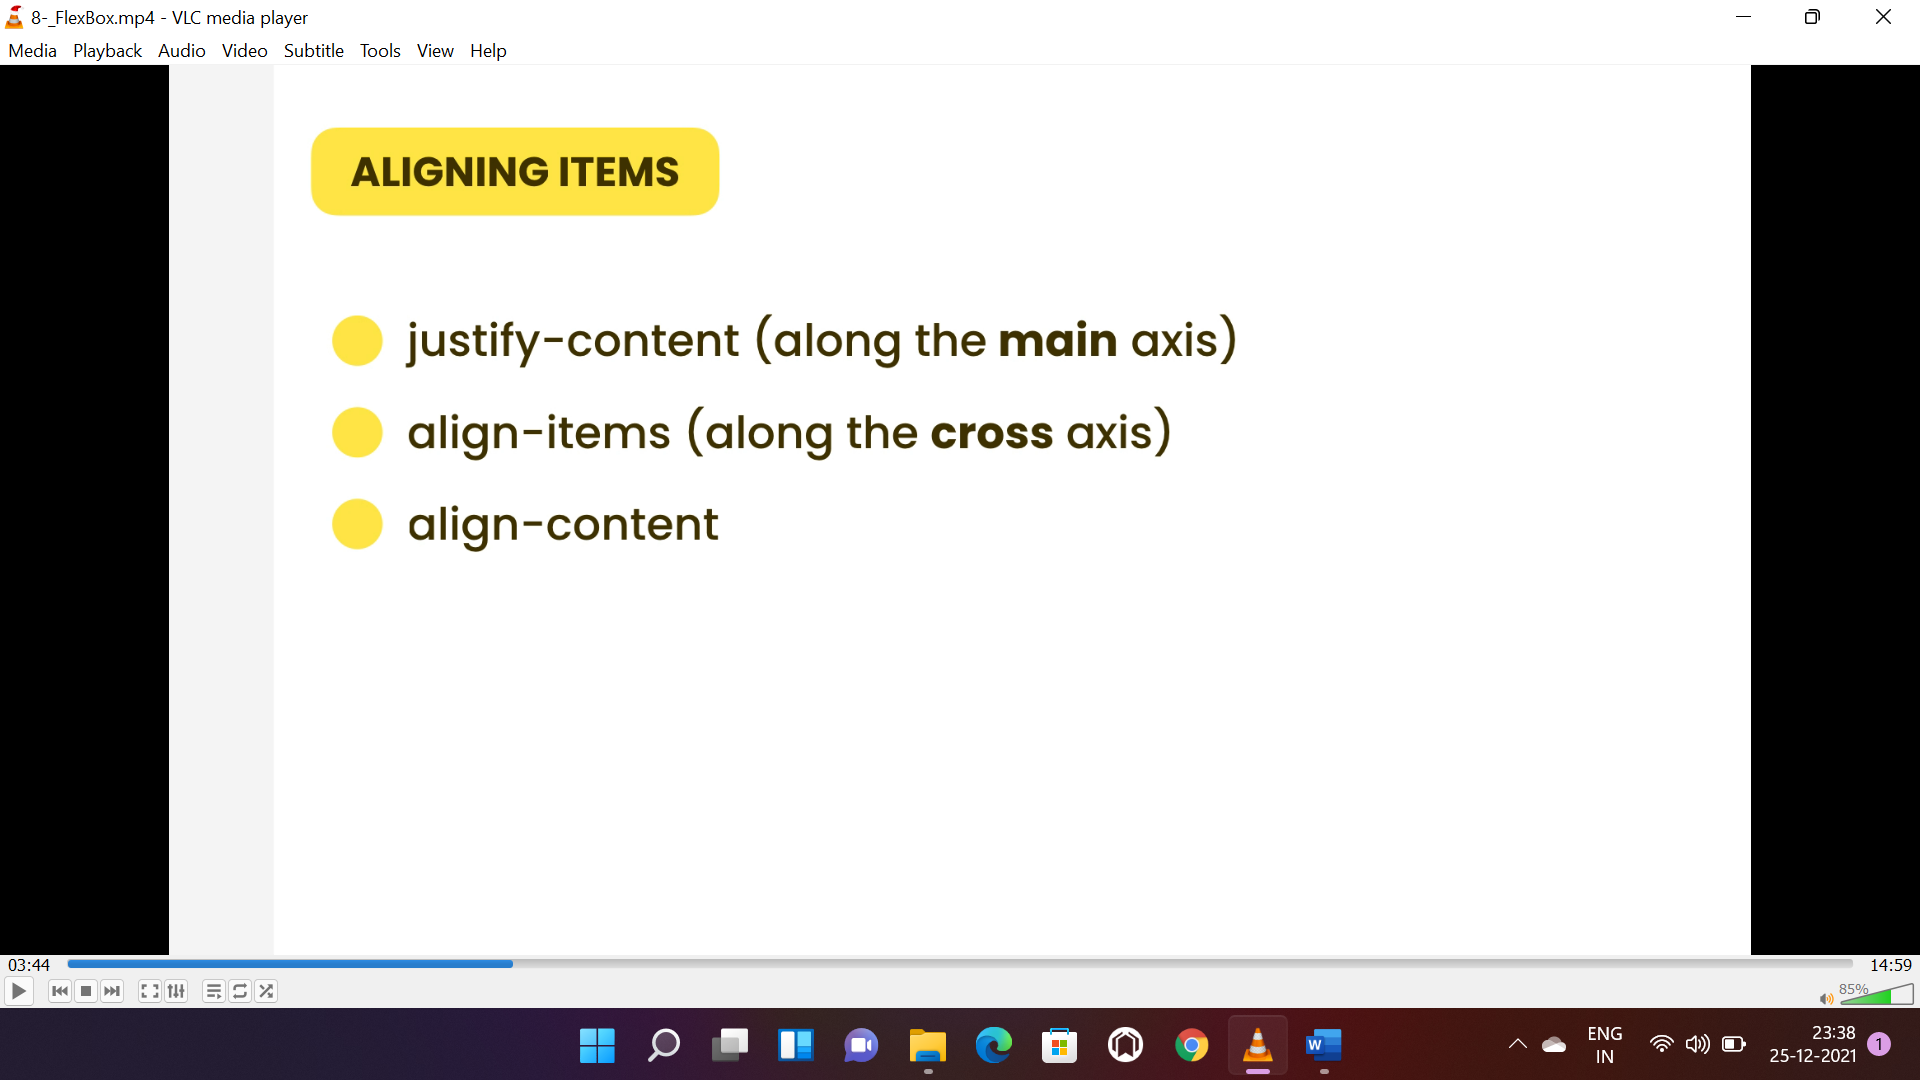 8-_FlexBox.mp4 - VLC media player
Media Playback Audio Video Subtitle Tools View Help
ALIGNING ITEMS
justify-content (along the main axis)
align-items (along the cross axis)
align-content
03:44
14:59
85%
W
ENG
IN
23:38
25-12-2021
1